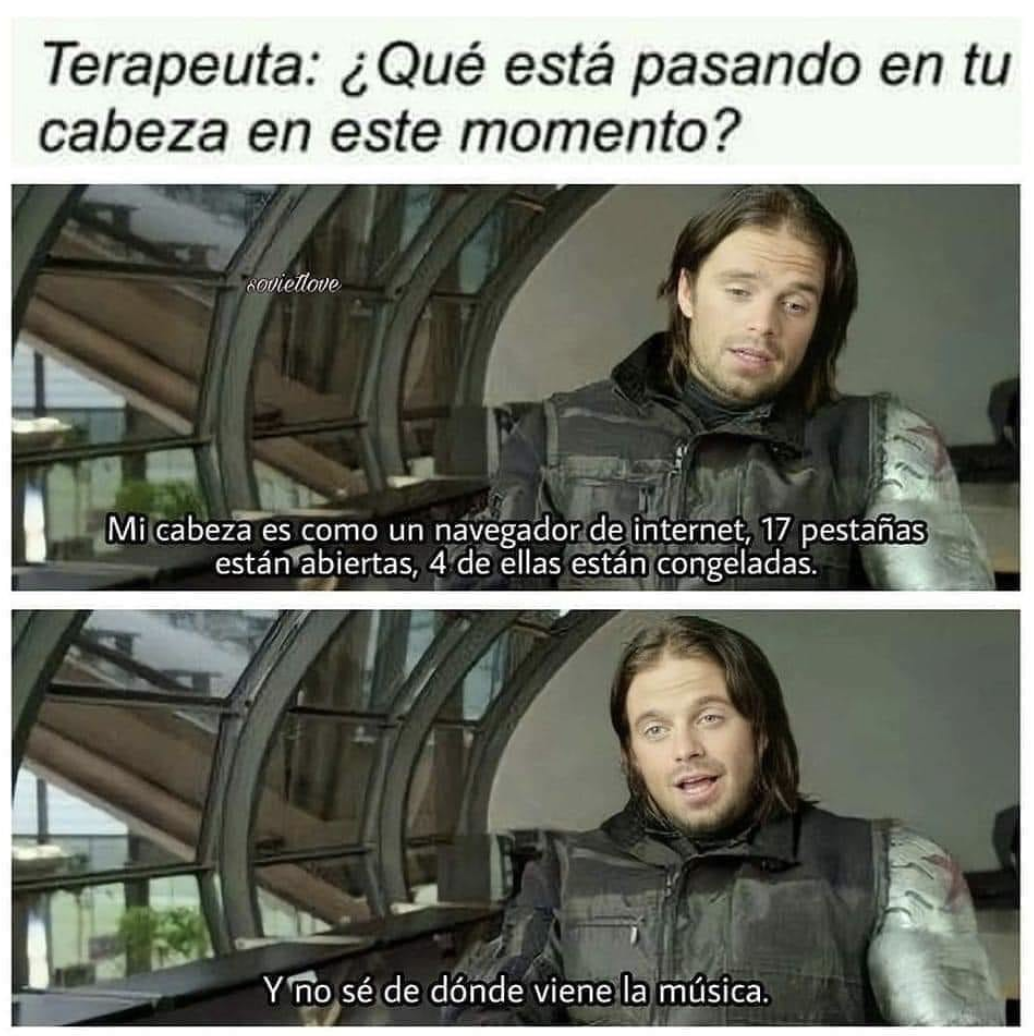 Terapeuta: ¿Qué está pasando en tu
cabeza en este momento?
sovietlove
Mi cabeza es como un navegador de internet, 17 pestañas
están abiertas, 4 de ellas están congeladas.
Y no sé de dónde viene la música.